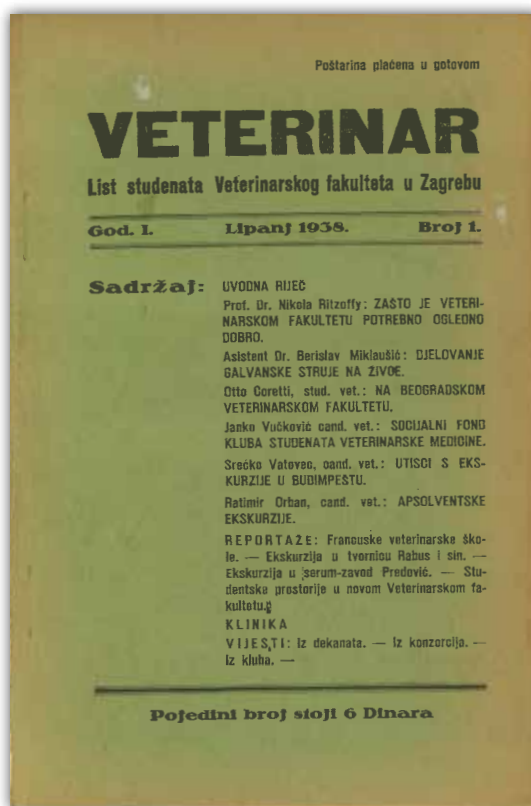 Poštarina plaćena u gotovom
VETERINAR
List studenata Veterinarskog fakulteta u Zagrebu
God. I. Lipanj 1938. Broj 1.
Sadržaj: UVODNA RIJEČ
Prof. Dr. Nikola Ritzoffy: ZAŠTO JE VETERI-
NARSKOM FAKULTETU POTREBNO OGLEDNO
DOBRO.
Asistent Dr. Berislav Miklaušić: DJELOVANJE
GALVANSKE STRUJE NA ŽIVOE.
Otto Coretti, stud. vet.: NA BEOGRADSKOM
VETERINARSKOM FAKULTETU.
Janko Vučković cand. vet.: SOCIJALNI FOND
KLUBA STUDENATA VETERINARSKE MEDICINE.
Srećko Vatovec, cand. vet.: UTISCI S EKS-
KURZIJE U BUDIMPEŠTU.
Ratimir Orban, cand. vet.: APSOLVENTSKE
EKSKURZIJE.
REPORTAŽE: Francuske veterinarske ško-
le. — Ekskurzija u tvornicu Rabus i sin. —
Ekskurzija u serum-zavod Predović. — Stu-
dentske prostorije u novom Veterinarskom fa-
kultetu.
KLINIKA
VIJESTI: Iz dekanata. — Iz konzorcija. —
Iz kluba. —
Pojedini broj stoji 6 Dinara